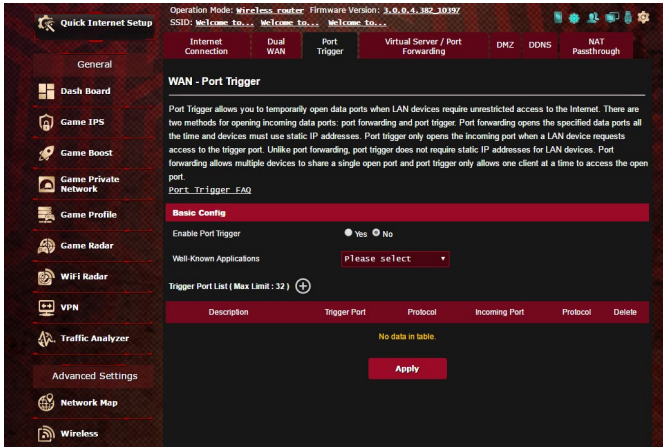 Quick Internet Setup
Operation Mode: Wireless router Firmware Version: 3.0.0.4.382_10397
SSID: Welcome to... Welcome to... Welcome to...
Internet Connection
Dual WAN
Port Trigger
Virtual Server / Port Forwarding
DMZ
DDNS
NAT Passthrough
General
Dash Board
Game IPS
Game Boost
Game Private Network
Game Profile
Game Radar
WiFi Radar
VPN
Traffic Analyzer
Advanced Settings
Network Map
Wireless
WAN - Port Trigger
Port Trigger allows you to temporarily open data ports when LAN devices require unrestricted access to the Internet. There are
two methods for opening incoming data ports: port forwarding and port trigger. Port forwarding opens the specified data ports all
the time and devices must use static IP addresses. Port trigger only opens the incoming port when a LAN device requests
access to the trigger port. Unlike port forwarding, port trigger does not require static IP addresses for LAN devices. Port
forwarding allows multiple devices to share a single open port and port trigger only allows one client at a time to access the open
port.
Port Trigger FAQ
Basic Config
Enable Port Trigger Yes No
Well-Known Applications Please select
Trigger Port List ( Max Limit : 32 )
Description Trigger Port Protocol Incoming Port Protocol Delete
No data in table.
Apply